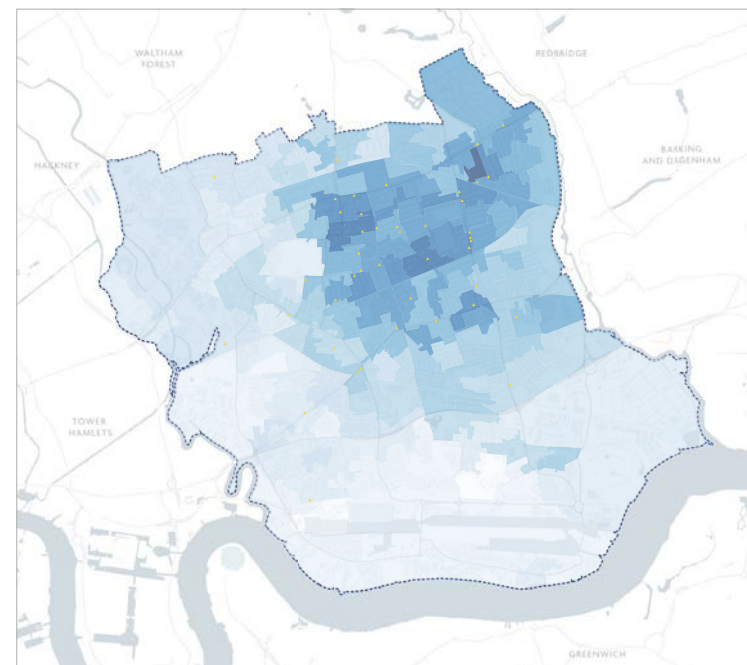 WALTHAM
FOREST
REDBRIDGE
HACKNEY
BARKING
AND DAGENHAM
TOWER
HAMLETS
GREENWICH